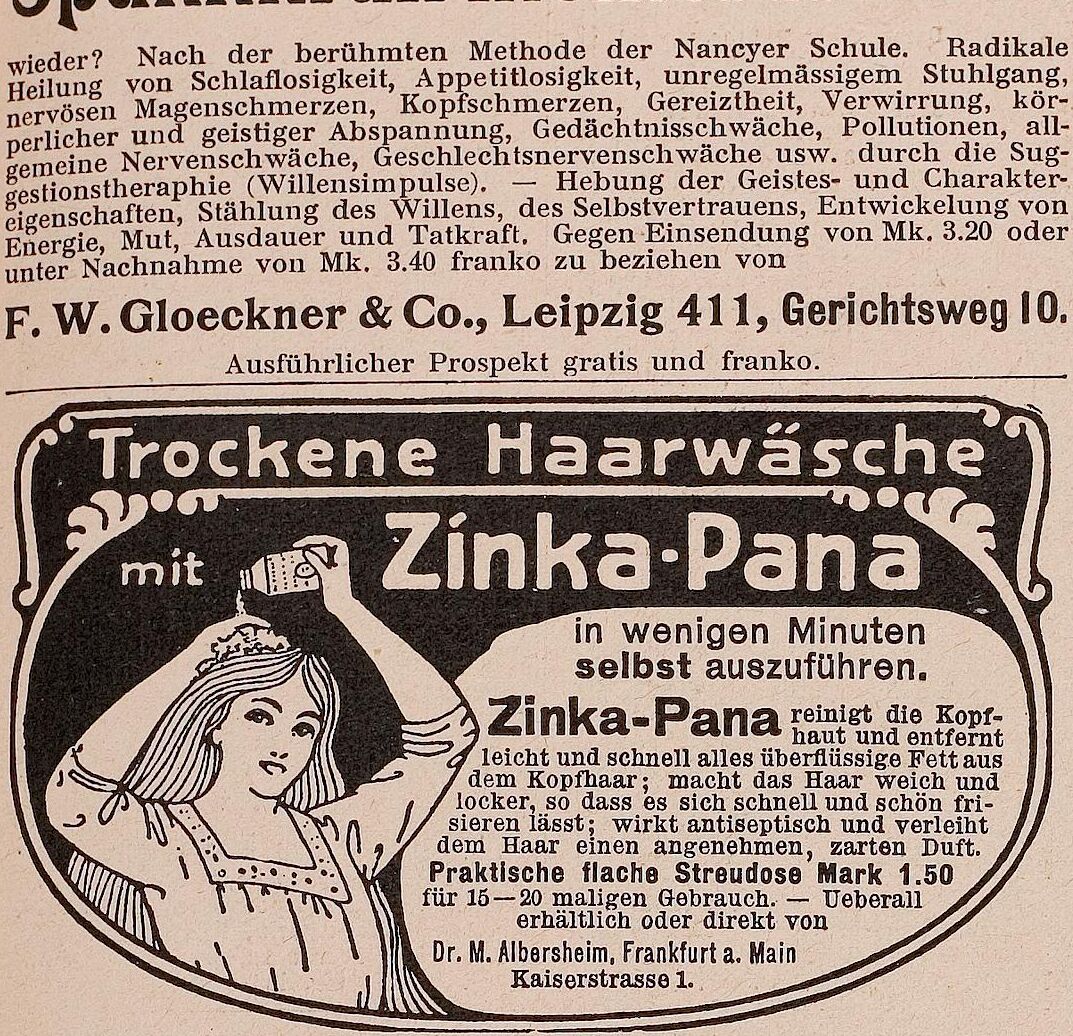 wieder? Nach der berühmten Methode der Nancyer Schule. Radikale
Heilung von Schlaflosigkeit, Appetitlosigkeit, unregelmässigem Stuhlgang,
nervösen Magenschmerzen, Kopfschmerzen, Gereiztheit, Verwirrung, kör-
perlicher und geistiger Abspannung, Gedächtnisschwäche, Pollutionen, all-
gemeine Nervenschwäche, Geschlechtsnervenschwäche usw. durch die Sug-
gestionstheraphie (Willensimpulse). — Hebung der Geistes- und Charakter-
eigenschaften, Stählung des Willens, des Selbstvertrauens, Entwickelung von
Energie, Mut, Ausdauer und Tatkraft. Gegen Einsendung von Mk. 3.20 oder
unter Nachnahme von Mk. 3.40 franko zu beziehen von
F. W. Gloeckner & Co., Leipzig 411, Gerichtsweg 10.
Ausführlicher Prospekt gratis und franko.
Trockene Haarwäsche
mit Zinka-Pana
in wenigen Minuten
selbst auszuführen.
Zinka-Pana reinigt die Kopf-
haut und entfernt
leicht und schnell alles überflüssige Fett aus
dem Kopfhaar; macht das Haar weich und
locker, so dass es sich schnell und schön fri-
sieren lässt; wirkt antiseptisch und verleiht
dem Haar einen angenehmen, zarten Duft.
Praktische flache Streudose Mark 1.50
für 15—20 maligen Gebrauch. — Ueberall
erhältlich oder direkt von
Dr. M. Albersheim, Frankfurt a. Main
Kaiserstrasse 1.